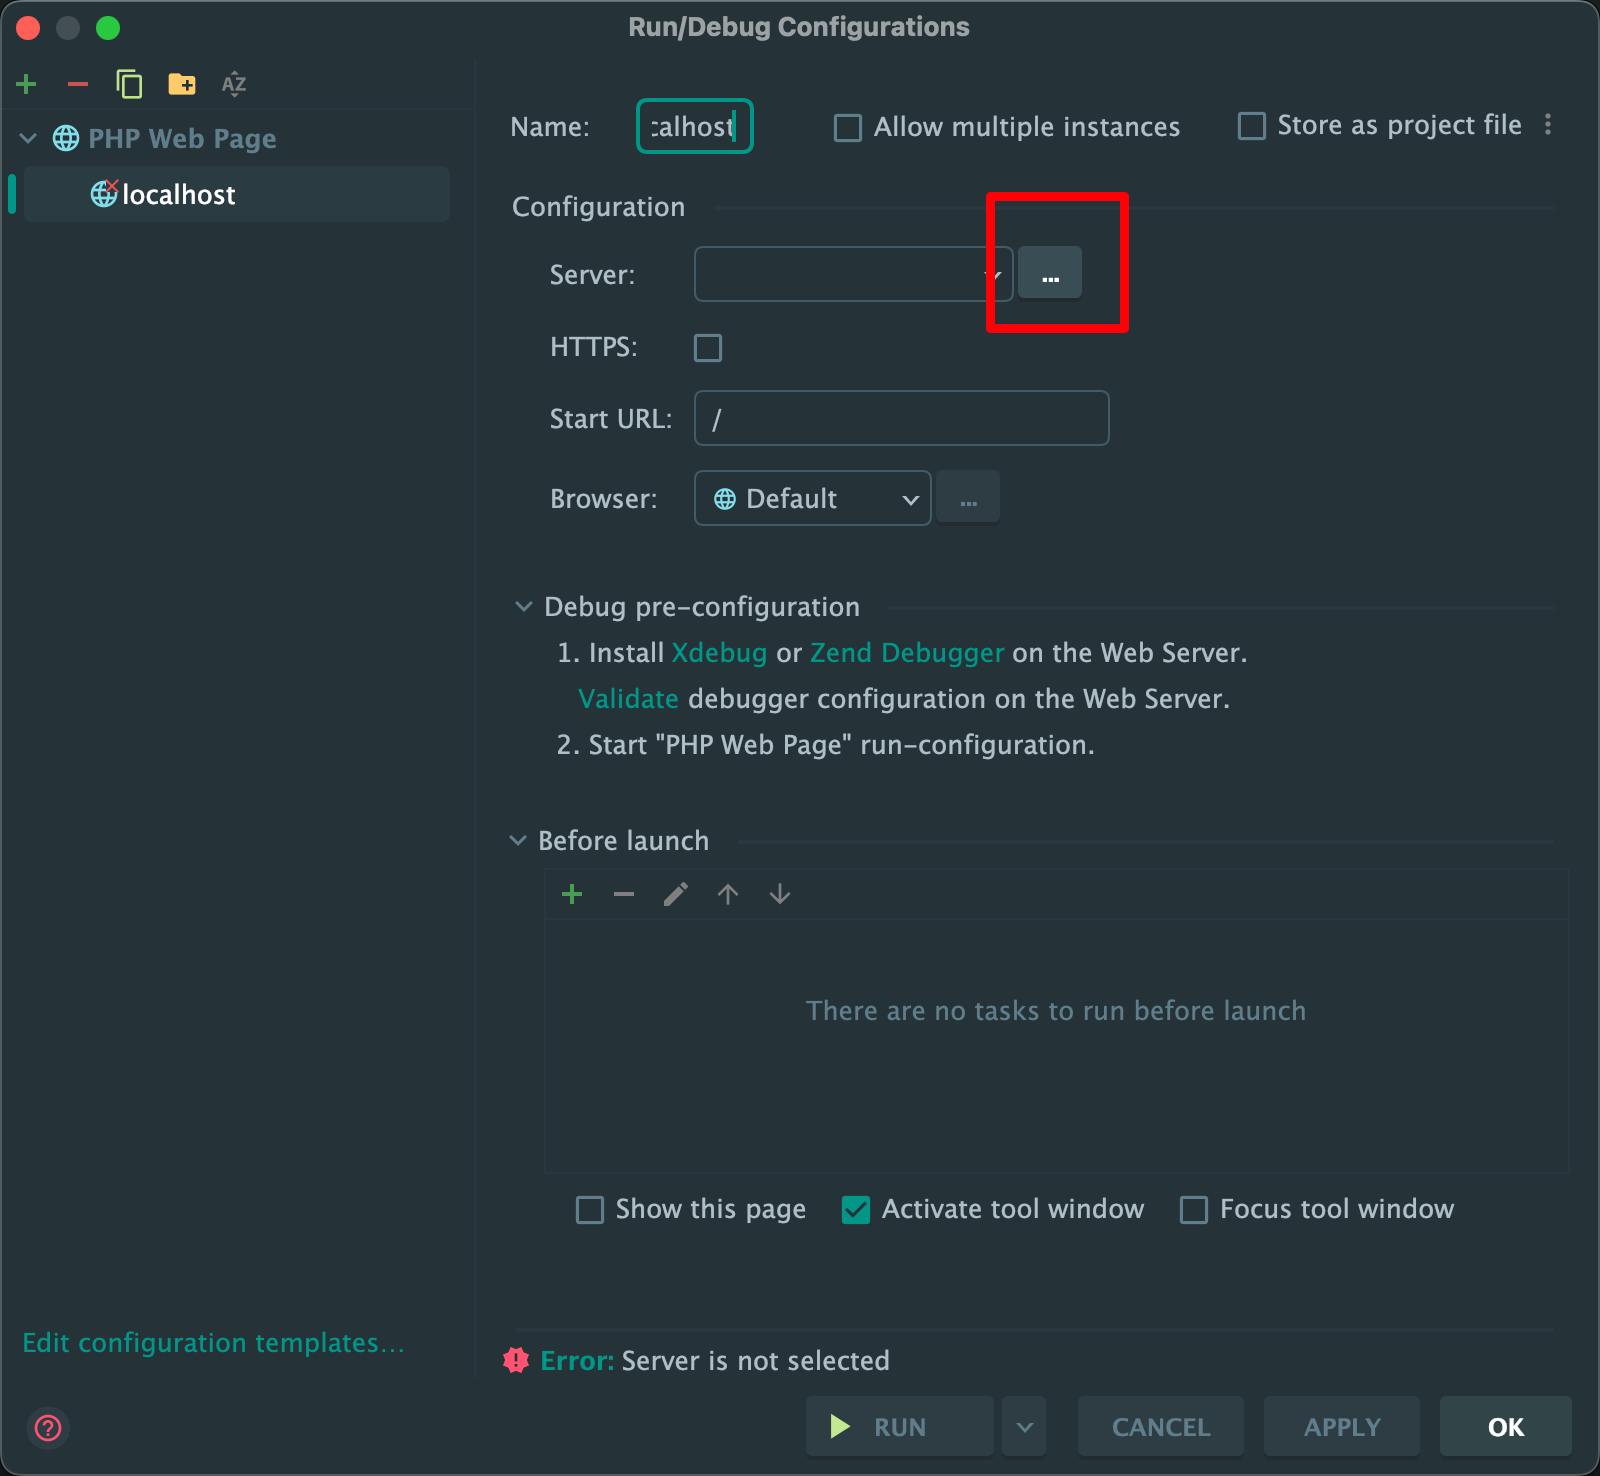 Run/Debug Configurations
AZ
PHP Web Page
localhost
Name:
calhost
Allow multiple instances
Store as project file
Configuration
Server:
...
HTTPS:
Start URL:
/
Browser:
Default
...
Debug pre-configuration
1. Install Xdebug or Zend Debugger on the Web Server.
Validate debugger configuration on the Web Server.
2. Start "PHP Web Page" run-configuration.
Before launch
There are no tasks to run before launch
Show this page
Activate tool window
Focus tool window
Edit configuration templates...
Error: Server is not selected
?
RUN
CANCEL
APPLY
OK